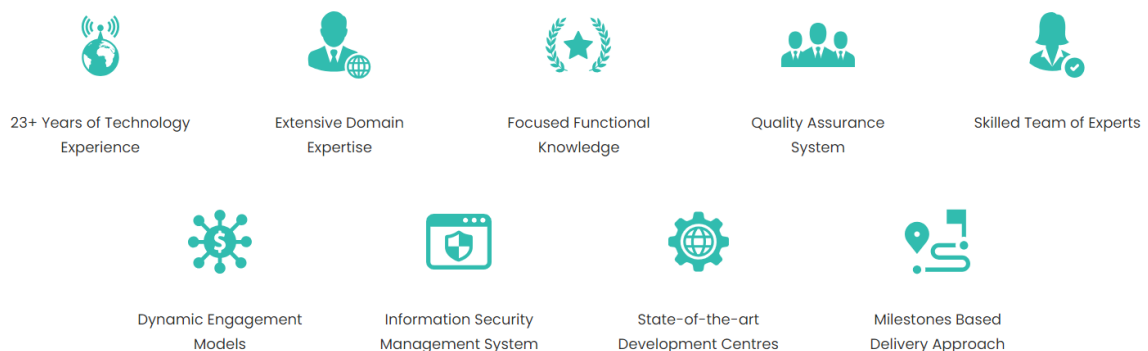 23+ Years of Technology
Experience
Extensive Domain
Expertise
Focused Functional
Knowledge
Quality Assurance
System
Skilled Team of Experts
Dynamic Engagement
Models
Information Security
Management System
State-of-the-art
Development Centres
Milestones Based
Delivery Approach